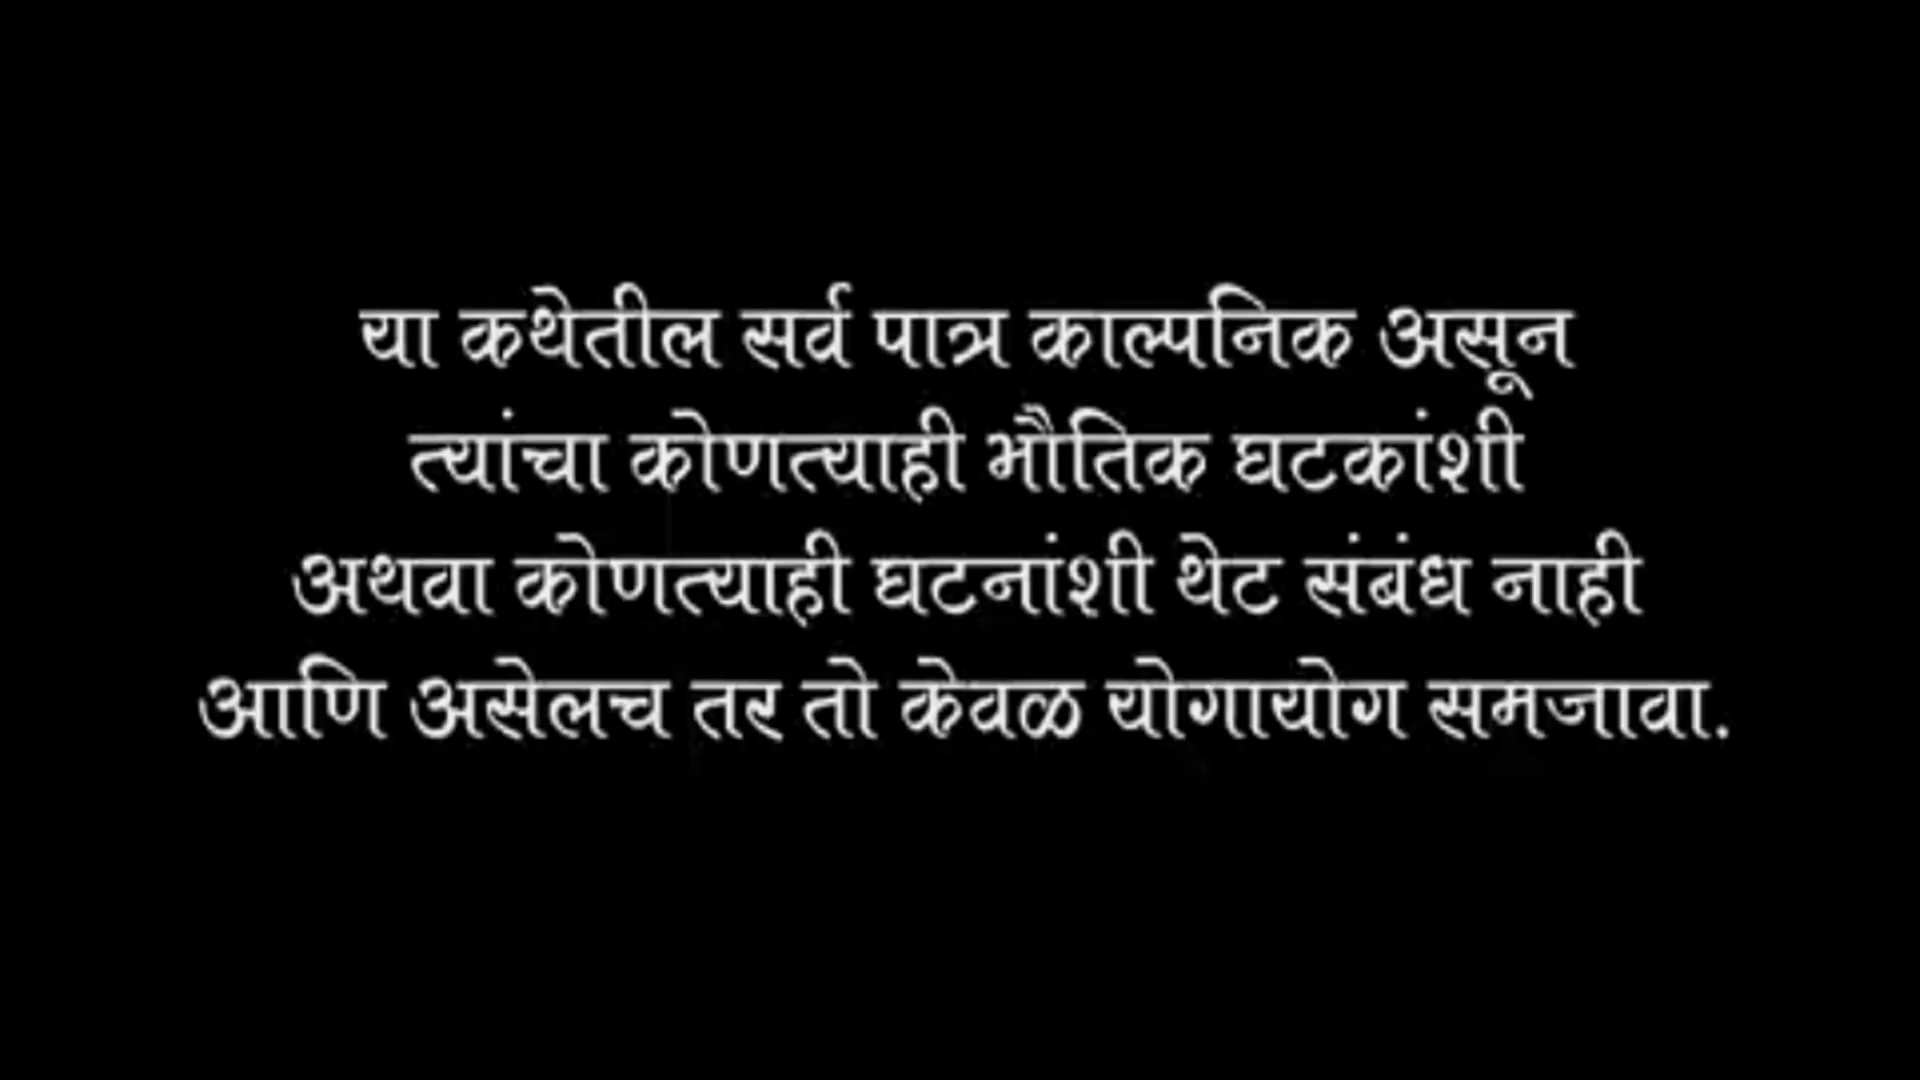 या कथेतील सर्व पात्र काल्पनिक असून
त्यांचा कोणत्याही भौतिक घटकांशी
अथवा कोणत्याही घटनांशी थेट संबंध नाही
आणि असेलच तर तो केवळ योगायोग समजावा.